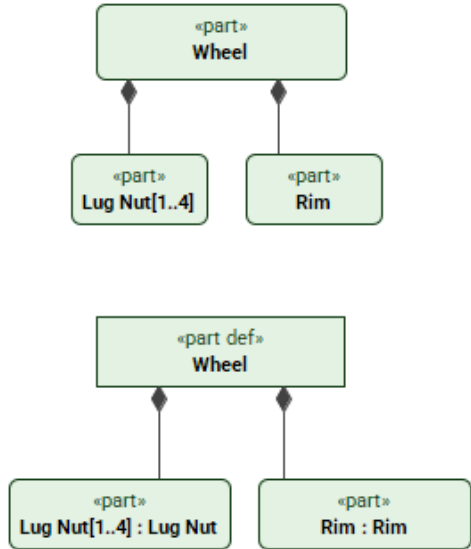 «part»
Wheel
«part» «part»
Lug Nut[1..4] Rim
«part def»
Wheel
«part» «part»
Lug Nut[1..4] : Lug Nut Rim : Rim